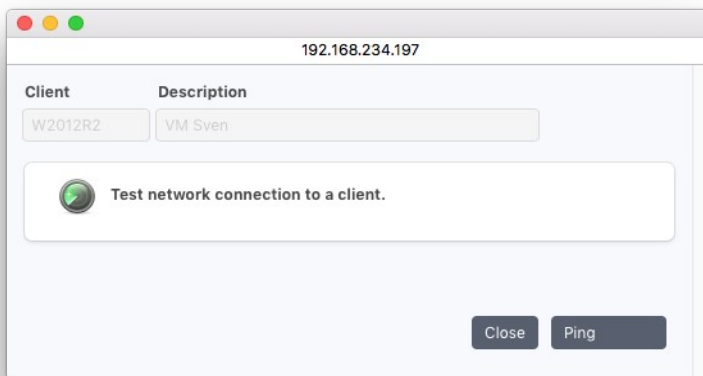 192.168.234.197
Client Description
W2012R2 VM Sven
Test network connection to a client.
Close Ping